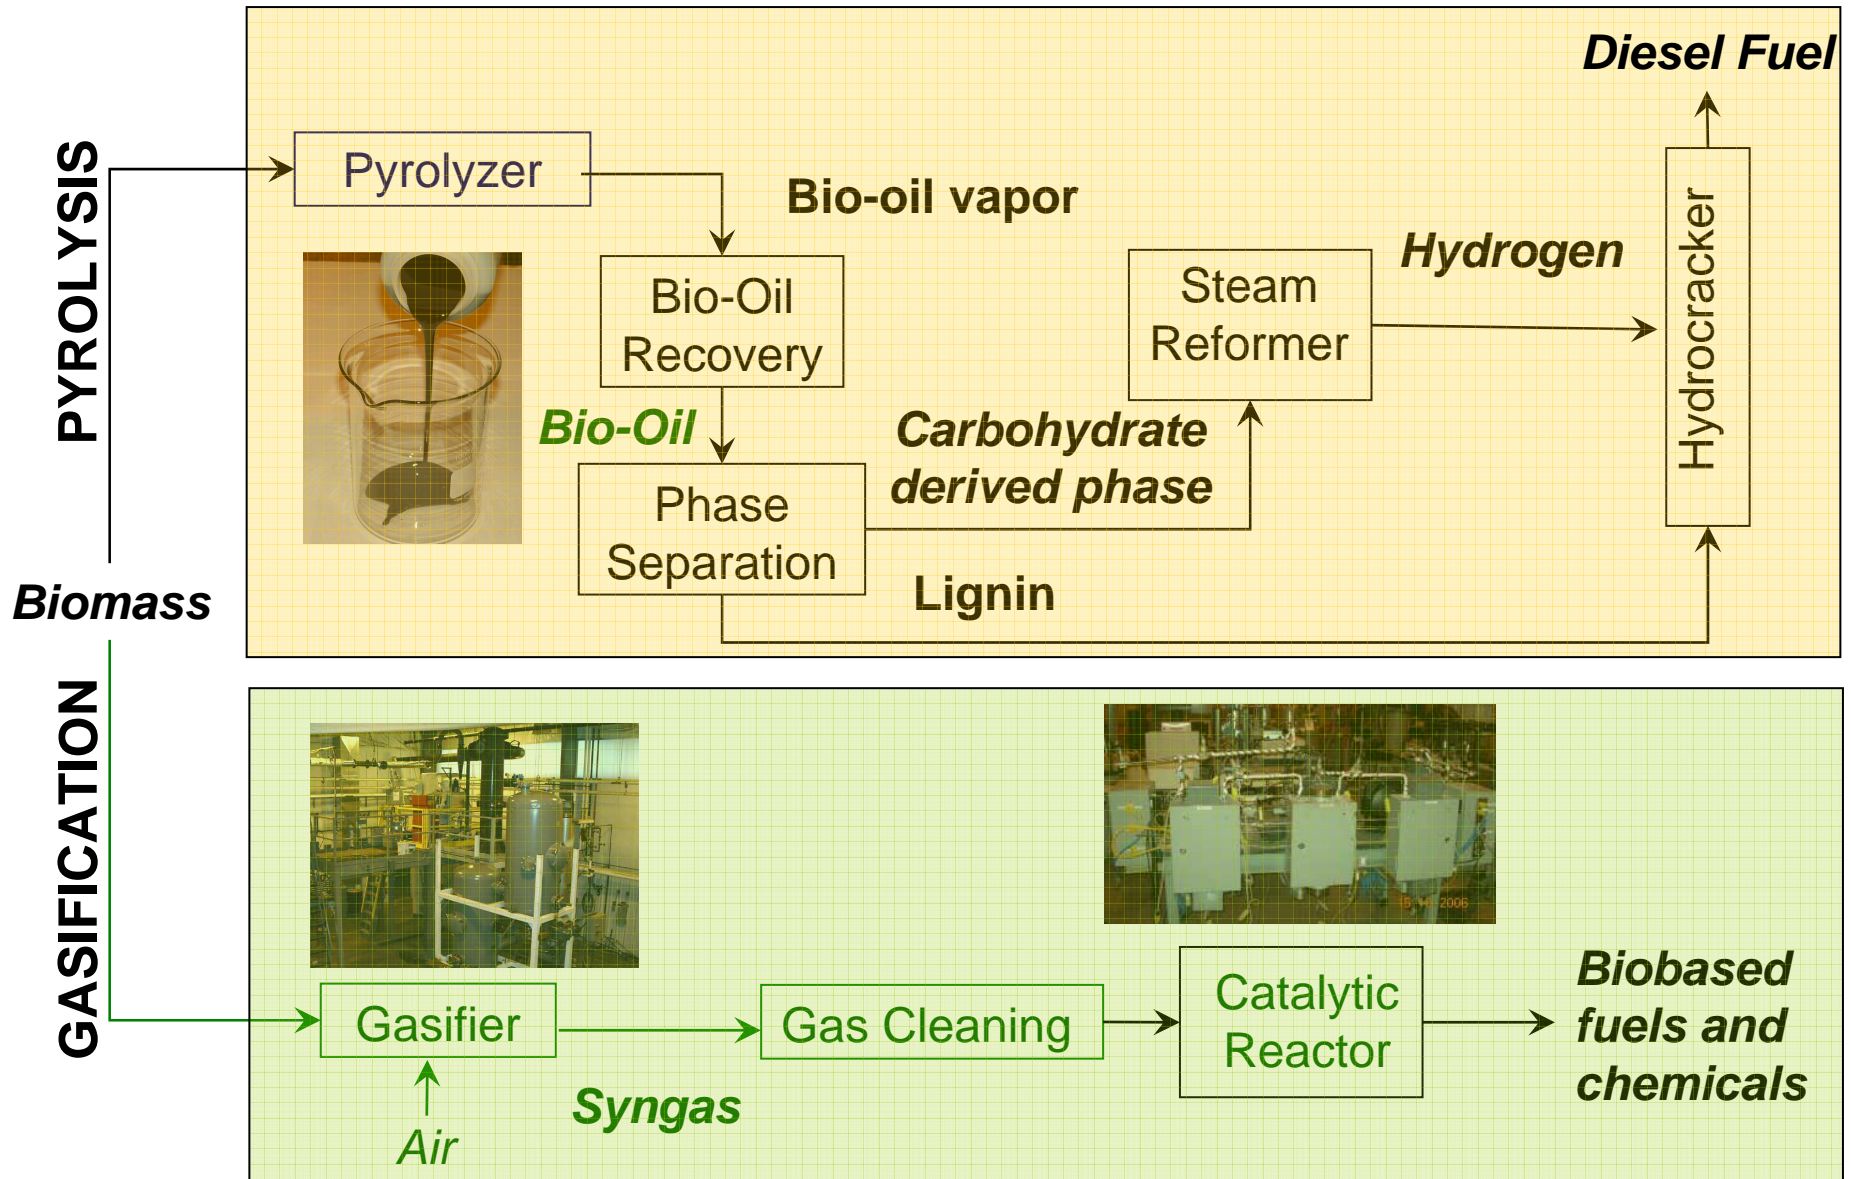 Diesel Fuel
PYROLYSIS
Pyrolyzer
Bio-oil vapor
Bio-Oil
Recovery
Steam
Reformer
Hydrogen
Hydrocracker
Bio-Oil
Carbohydrate
derived phase
Phase
Separation
Lignin
Biomass
GASIFICATION
Gasifier
Air
Syngas
Gas Cleaning
Catalytic
Reactor
Biobased
fuels and
chemicals